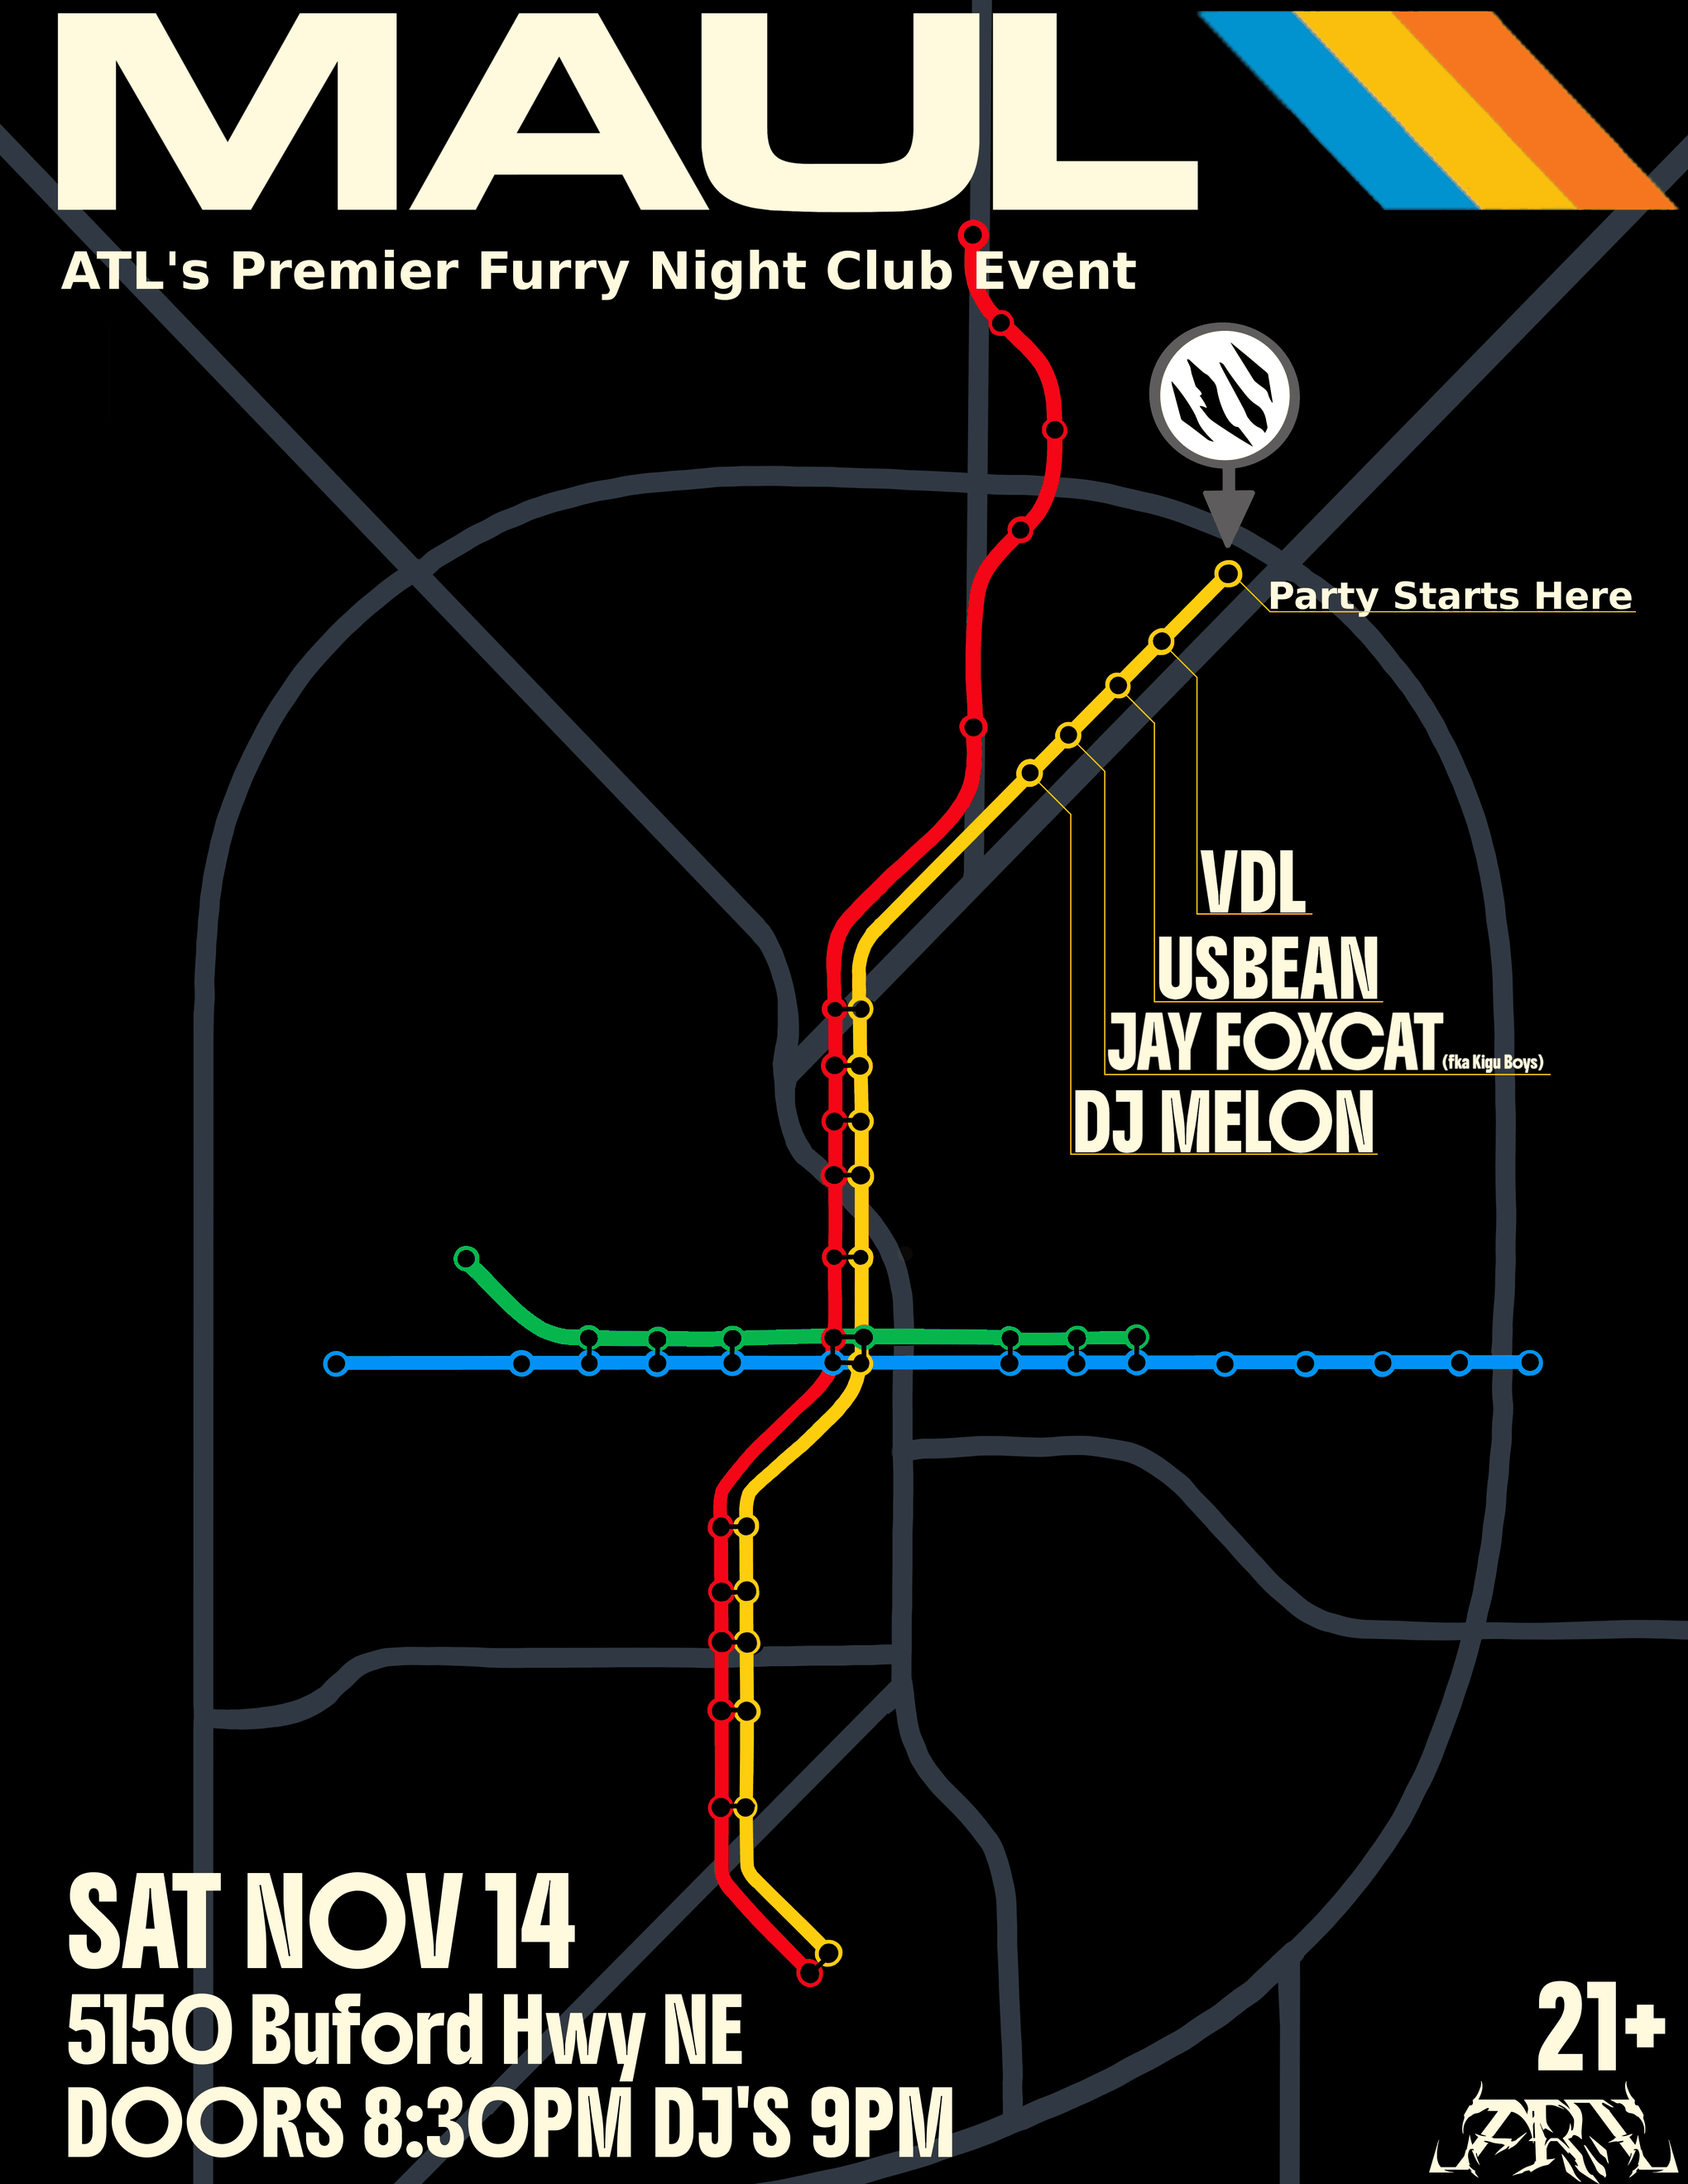 MAUL
ATL's Premier Furry Night Club Event
Party Starts Here
VDL
USBEAN
JAY FOXCAT (fka Kigu Boys)
DJ MELON
SAT NOV 14
5150 Buford Hwy NE
DOORS 8:30PM DJ'S 9PM
21+